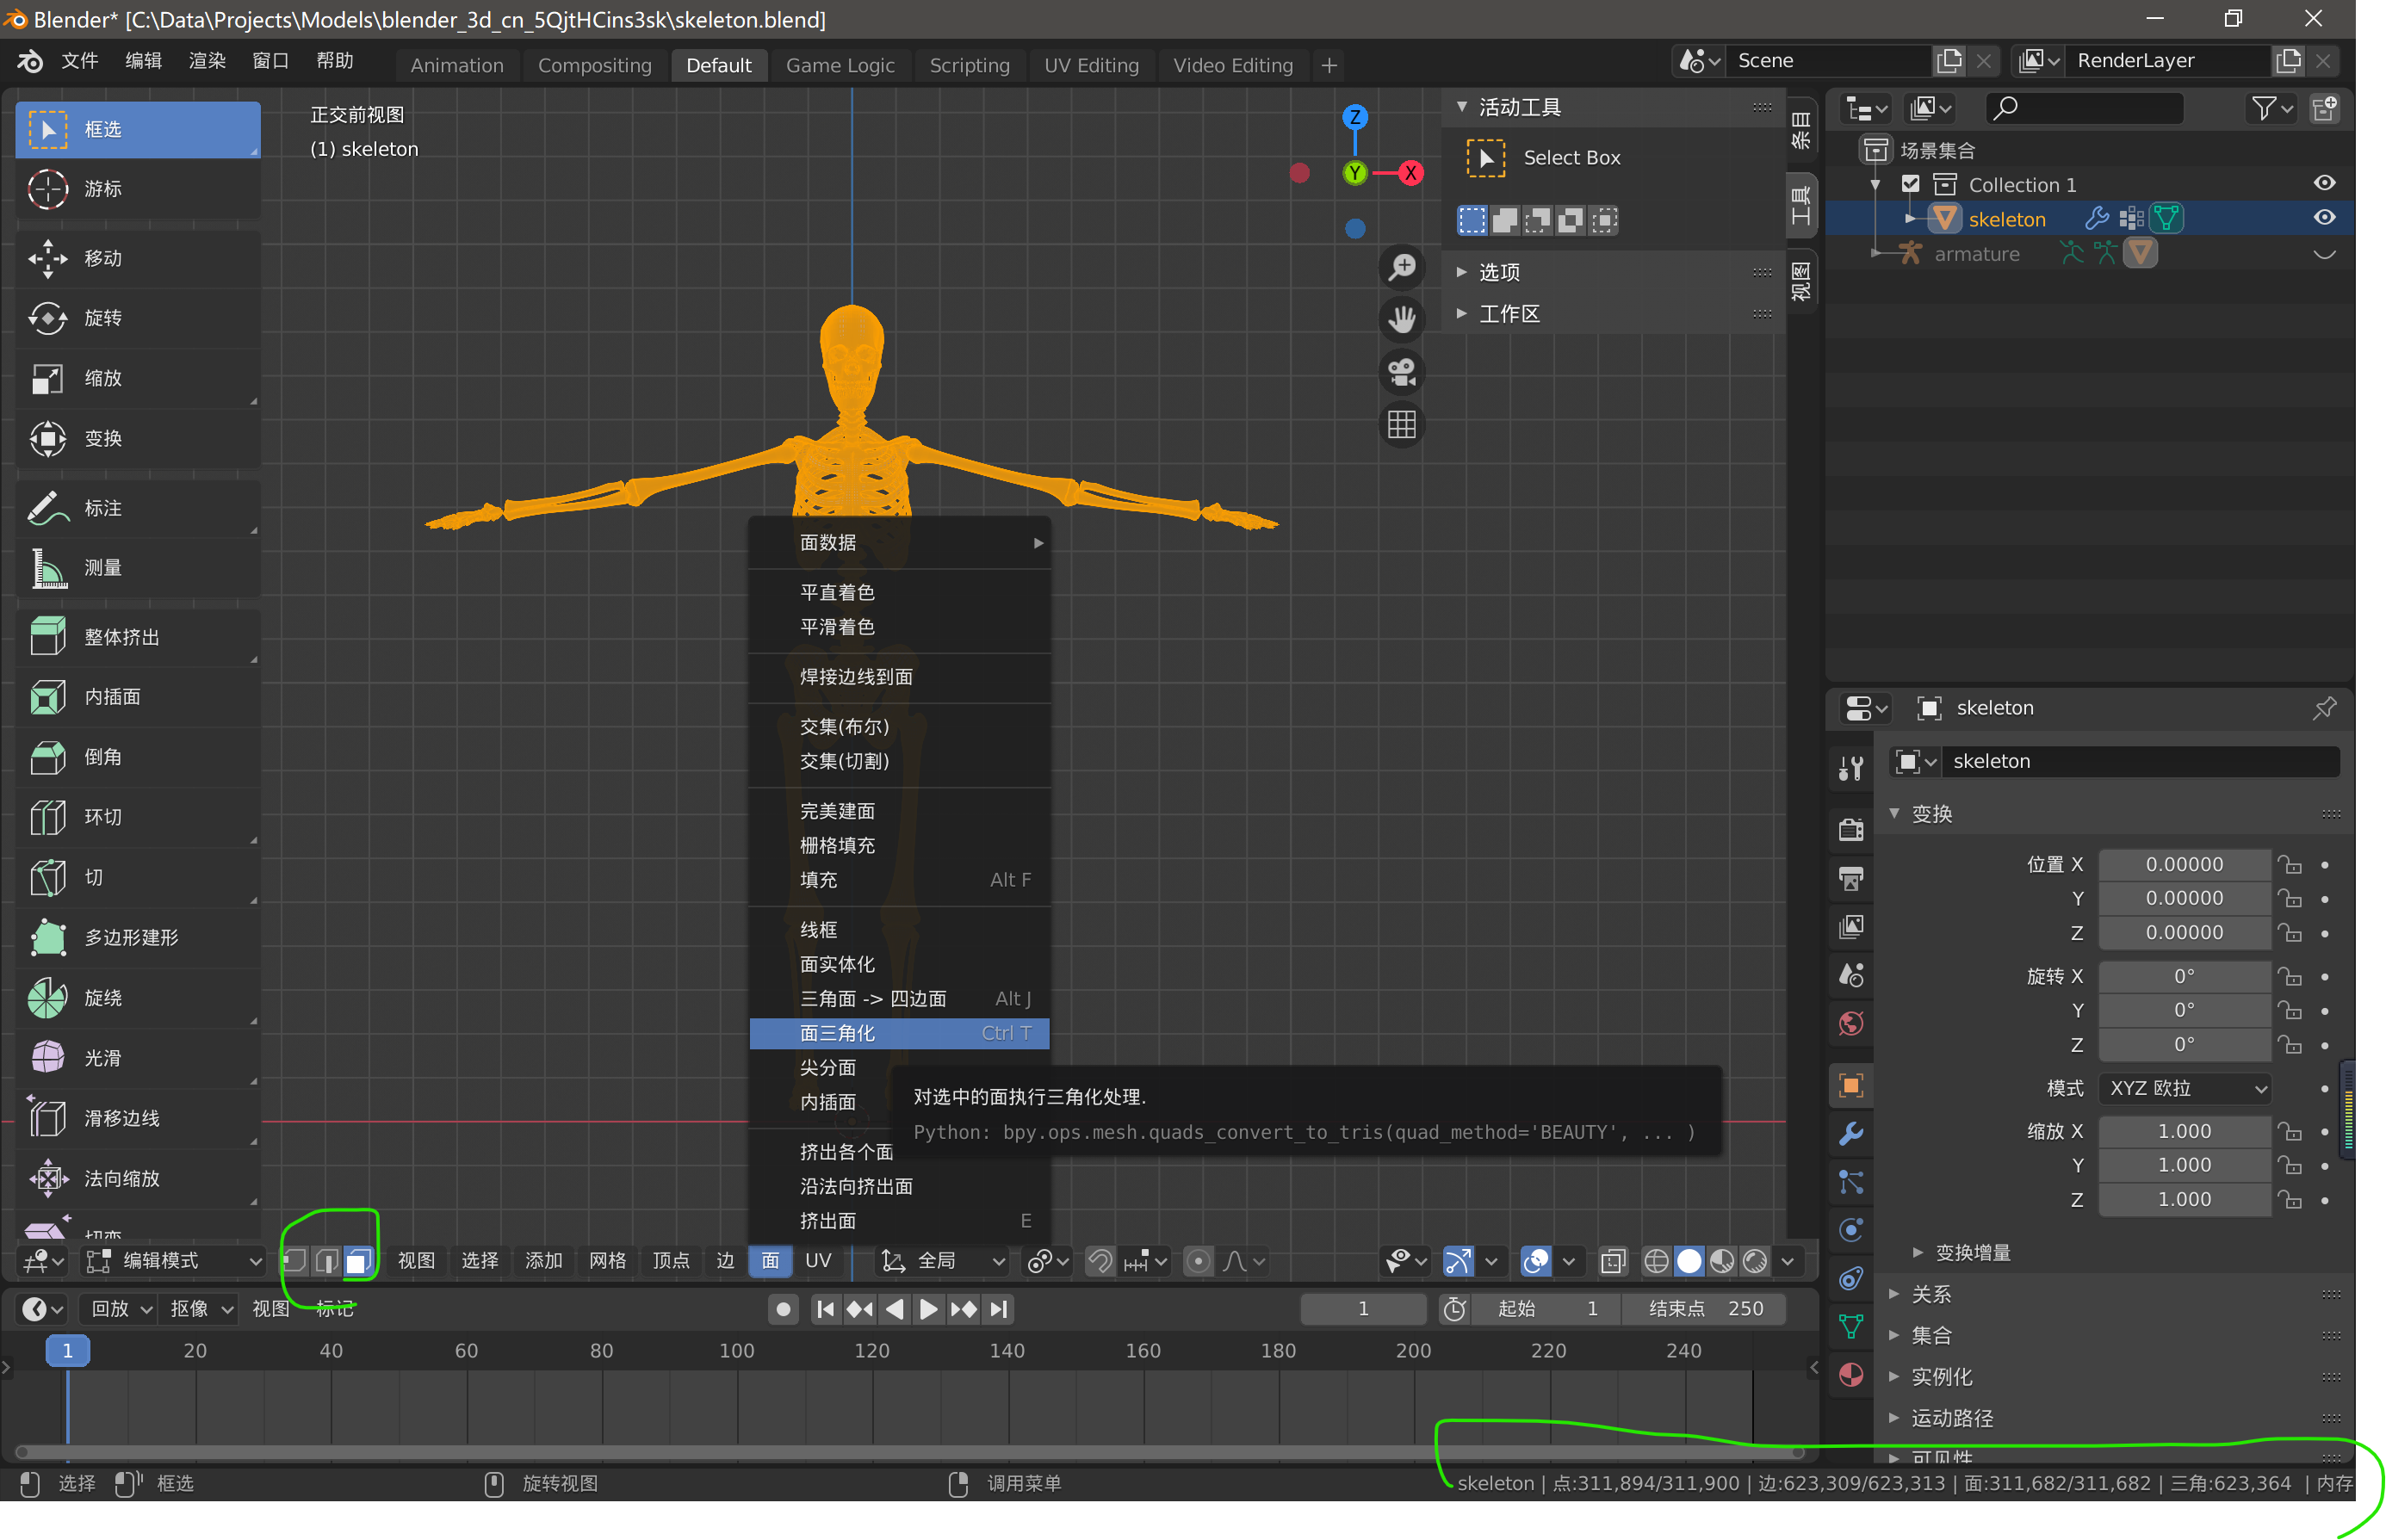 Blender* [C:\Data\Projects\Models\blender_3d_cn_5QjtHCins3sk\skeleton.blend]
文件 编辑 渲染 窗口 帮助 Animation Compositing Default Game Logic Scripting UV Editing Video Editing + Scene RenderLayer
正交前视图
(1) skeleton
框选
游标
移动
旋转
缩放
变换
标注
测量
整体挤出
内插面
倒角
环切
切
多边形建形
旋绕
光滑
滑移边线
法向缩放
切变
Z
Y
X
活动工具
Select Box
选项
工作区
条目
工具
视图
面数据
平直着色
平滑着色
焊接边线到面
交集(布尔)
交集(切割)
完美建面
栅格填充
填充 Alt F
线框
面实体化
三角面 -> 四边面 Alt J
面三角化 Ctrl T
尖分面
内插面
挤出各个面
沿法向挤出面
挤出面 E
对选中的面执行三角化处理.
Python: bpy.ops.mesh.quads_convert_to_tris(quad_method='BEAUTY', ... )
场景集合
Collection 1
skeleton
armature
skeleton
skeleton
变换
位置 X 0.00000
Y 0.00000
Z 0.00000
旋转 X 0°
Y 0°
Z 0°
模式 XYZ 欧拉
缩放 X 1.000
Y 1.000
Z 1.000
变换增量
关系
集合
实例化
运动路径
可见性
编辑模式 视图 选择 添加 网格 顶点 边 面 UV 全局
回放 抠像 视图 标记 1 起始 1 结束点 250
1 20 40 60 80 100 120 140 160 180 200 220 240
选择 框选 旋转视图 调用菜单 skeleton | 点:311,894/311,900 | 边:623,309/623,313 | 面:311,682/311,682 | 三角:623,364 | 内存